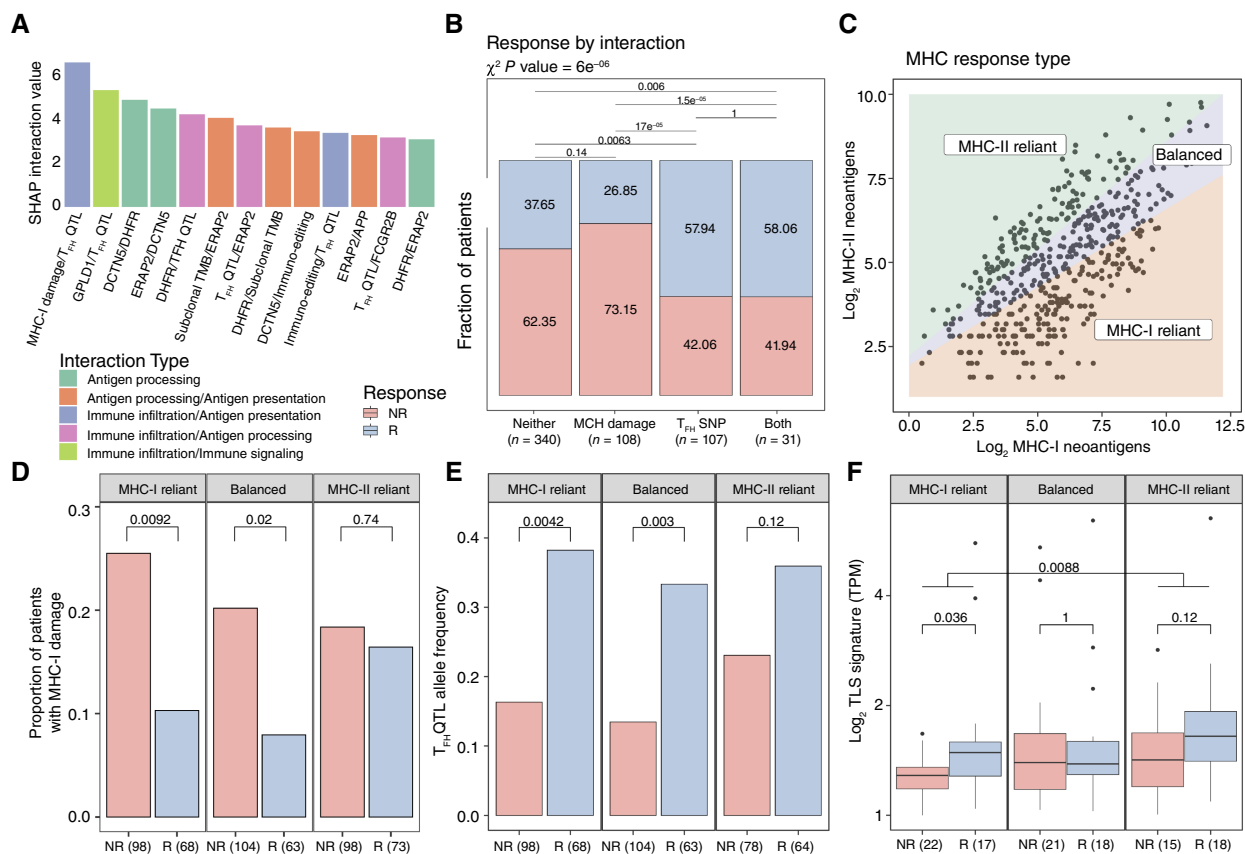 A
SHAP interaction value
6
4
2
0
MHC-I damage/TFH QTL
GPLD1/TFH QTL
DCTN5/DHFR
ERAP2/DCTN5
DHFR/TFH QTL
Subclonal TMB/ERAP2
TFH QTL/ERAP2
DHFR/Subclonal TMB
DCTN5/Immuno-editing
Immuno-editing/TFH QTL
ERAP2/APP
TFH QTL/FCGR2B
DHFR/ERAP2
Interaction Type
Antigen processing
Antigen processing/Antigen presentation
Immune infiltration/Antigen presentation
Immune infiltration/Antigen processing
Immune infiltration/Immune signaling
Response
NR
R
B
Response by interaction
χ² P value = 6e⁻⁰⁶
0.006
1.5e⁻⁰⁵
1
17e⁻⁰⁵
0.0063
0.14
Fraction of patients
37.65 26.85 57.94 58.06
62.35 73.15 42.06 41.94
Neither MCH damage TFH SNP Both
(n = 340) (n = 108) (n = 107) (n = 31)
C
MHC response type
Log₂ MHC-II neoantigens
10.0
7.5
5.0
2.5
MHC-II reliant
Balanced
MHC-I reliant
0.0 2.5 5.0 7.5 10.0 12.5
Log₂ MHC-I neoantigens
D
Proportion of patients
with MHC-I damage
0.3
0.2
0.1
0.0
MHC-I reliant Balanced MHC-II reliant
0.0092 0.02 0.74
NR (98) R (68) NR (104) R (63) NR (98) R (73)
E
TFH QTL allele frequency
0.4
0.3
0.2
0.1
0.0
MHC-I reliant Balanced MHC-II reliant
0.0042 0.003 0.12
NR (98) R (68) NR (104) R (63) NR (78) R (64)
F
Log₂ TLS signature (TPM)
4
2
1
MHC-I reliant Balanced MHC-II reliant
0.0088
0.036 1 0.12
NR (22) R (17) NR (21) R (18) NR (15) R (18)